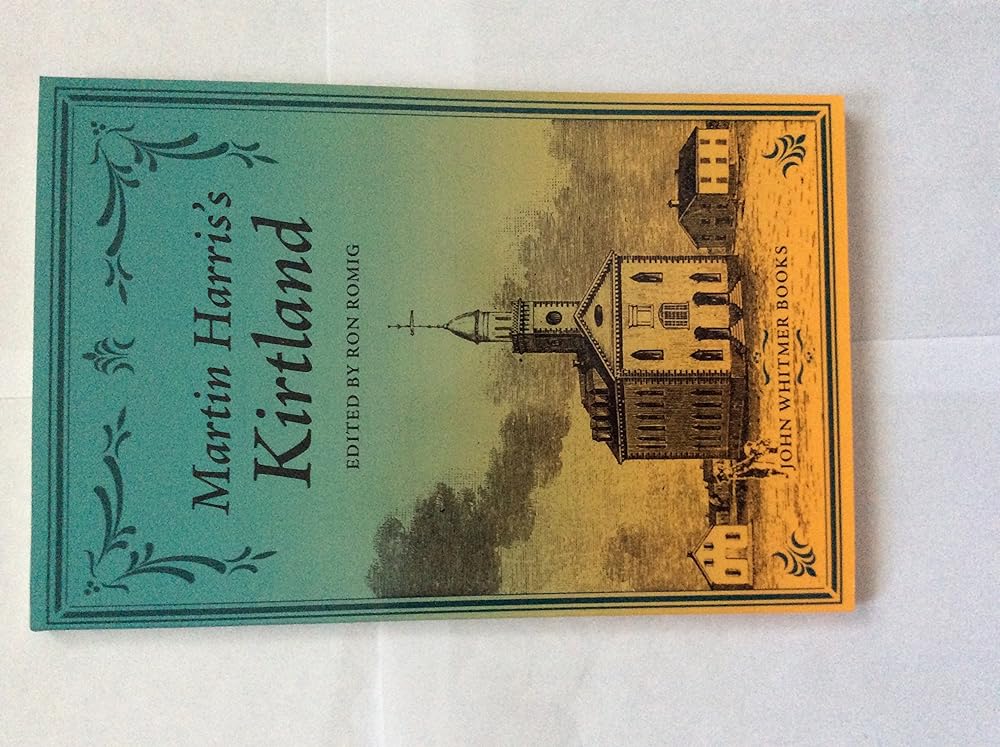 Martin Harris's
Kirtland
EDITED BY RON ROMIG
JOHN WHITMER BOOKS